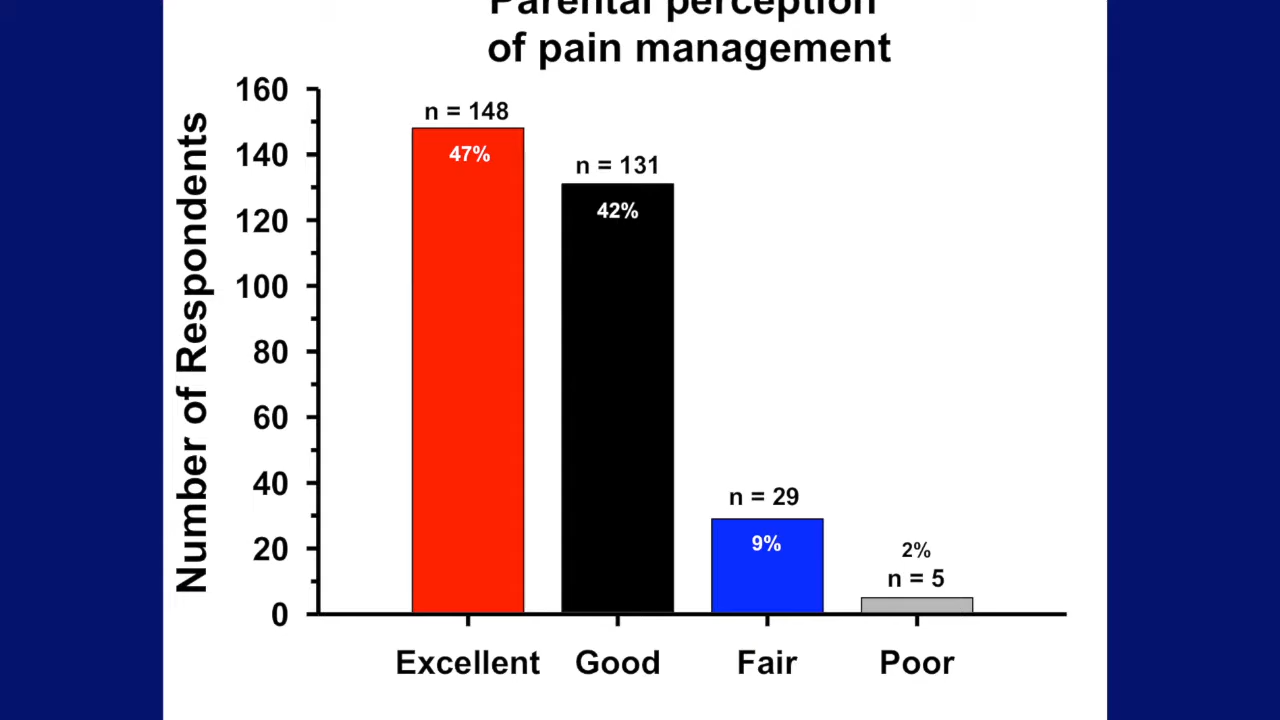 Parental perception
of pain management
Number of Respondents
160
140
120
100
80
60
40
20
0
n = 148
47%
n = 131
42%
n = 29
9%
2%
n = 5
Excellent Good Fair Poor